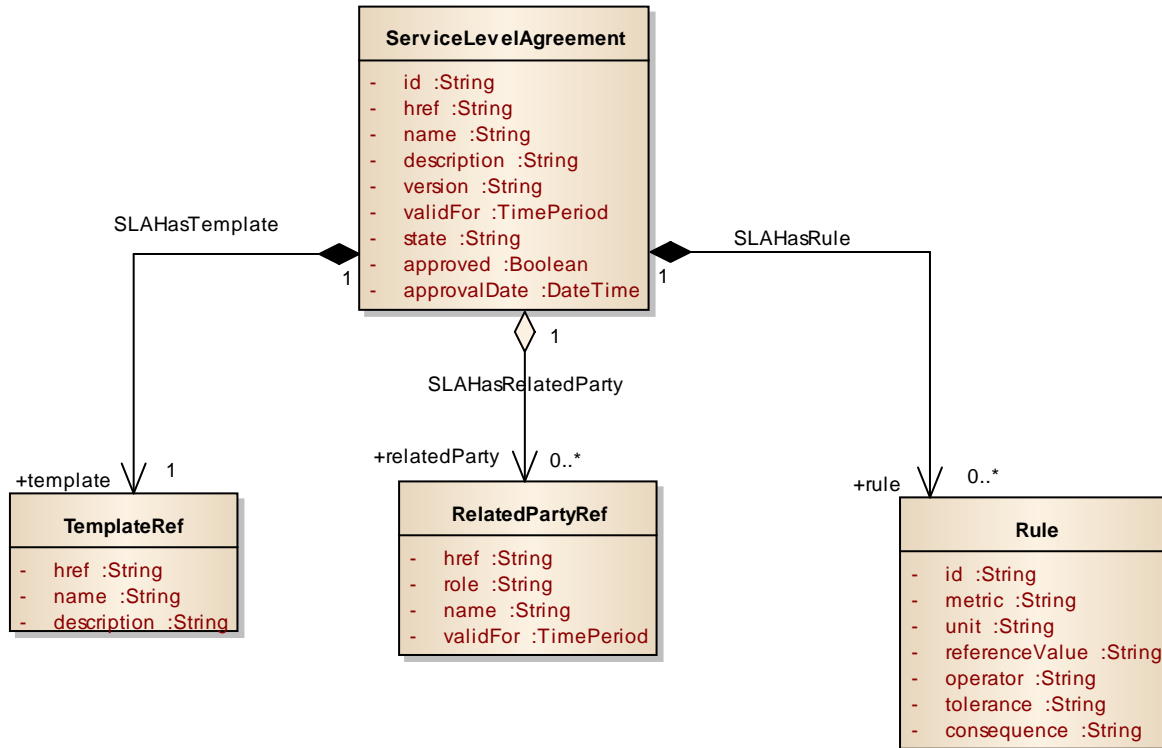 ServiceLevelAgreement
- id :String
- href :String
- name :String
- description :String
- version :String
- validFor :TimePeriod
- state :String
- approved :Boolean
- approvalDate :DateTime
SLAHasTemplate
1
SLAHasRule
1
1
SLAHasRelatedParty
+template
1
+relatedParty
0..*
+rule
0..*
TemplateRef
- href :String
- name :String
- description :String
RelatedPartyRef
- href :String
- role :String
- name :String
- validFor :TimePeriod
Rule
- id :String
- metric :String
- unit :String
- referenceValue :String
- operator :String
- tolerance :String
- consequence :String